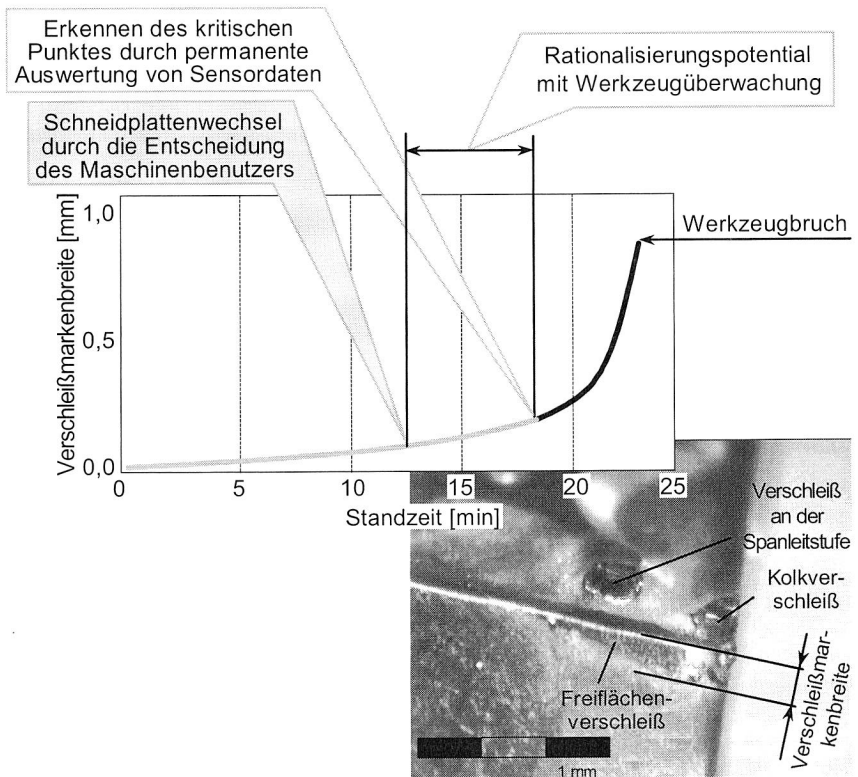 Erkennen des kritischen
Punktes durch permanente
Auswertung von Sensordaten
Rationalisierungspotential
mit Werkzeugüberwachung
Schneidplattenwechsel
durch die Entscheidung
des Maschinenbenutzers
Werkzeugbruch
Verschleißmarkenbreite [mm]
1,0
0,5
0,0
0 5 10 15 20 25
Standzeit [min]
Verschleiß
an der
Spanleitstufe
Kolkver-
schleiß
Freiflächen-
verschleiß
Verschleißmar-
kenbreite
1 mm